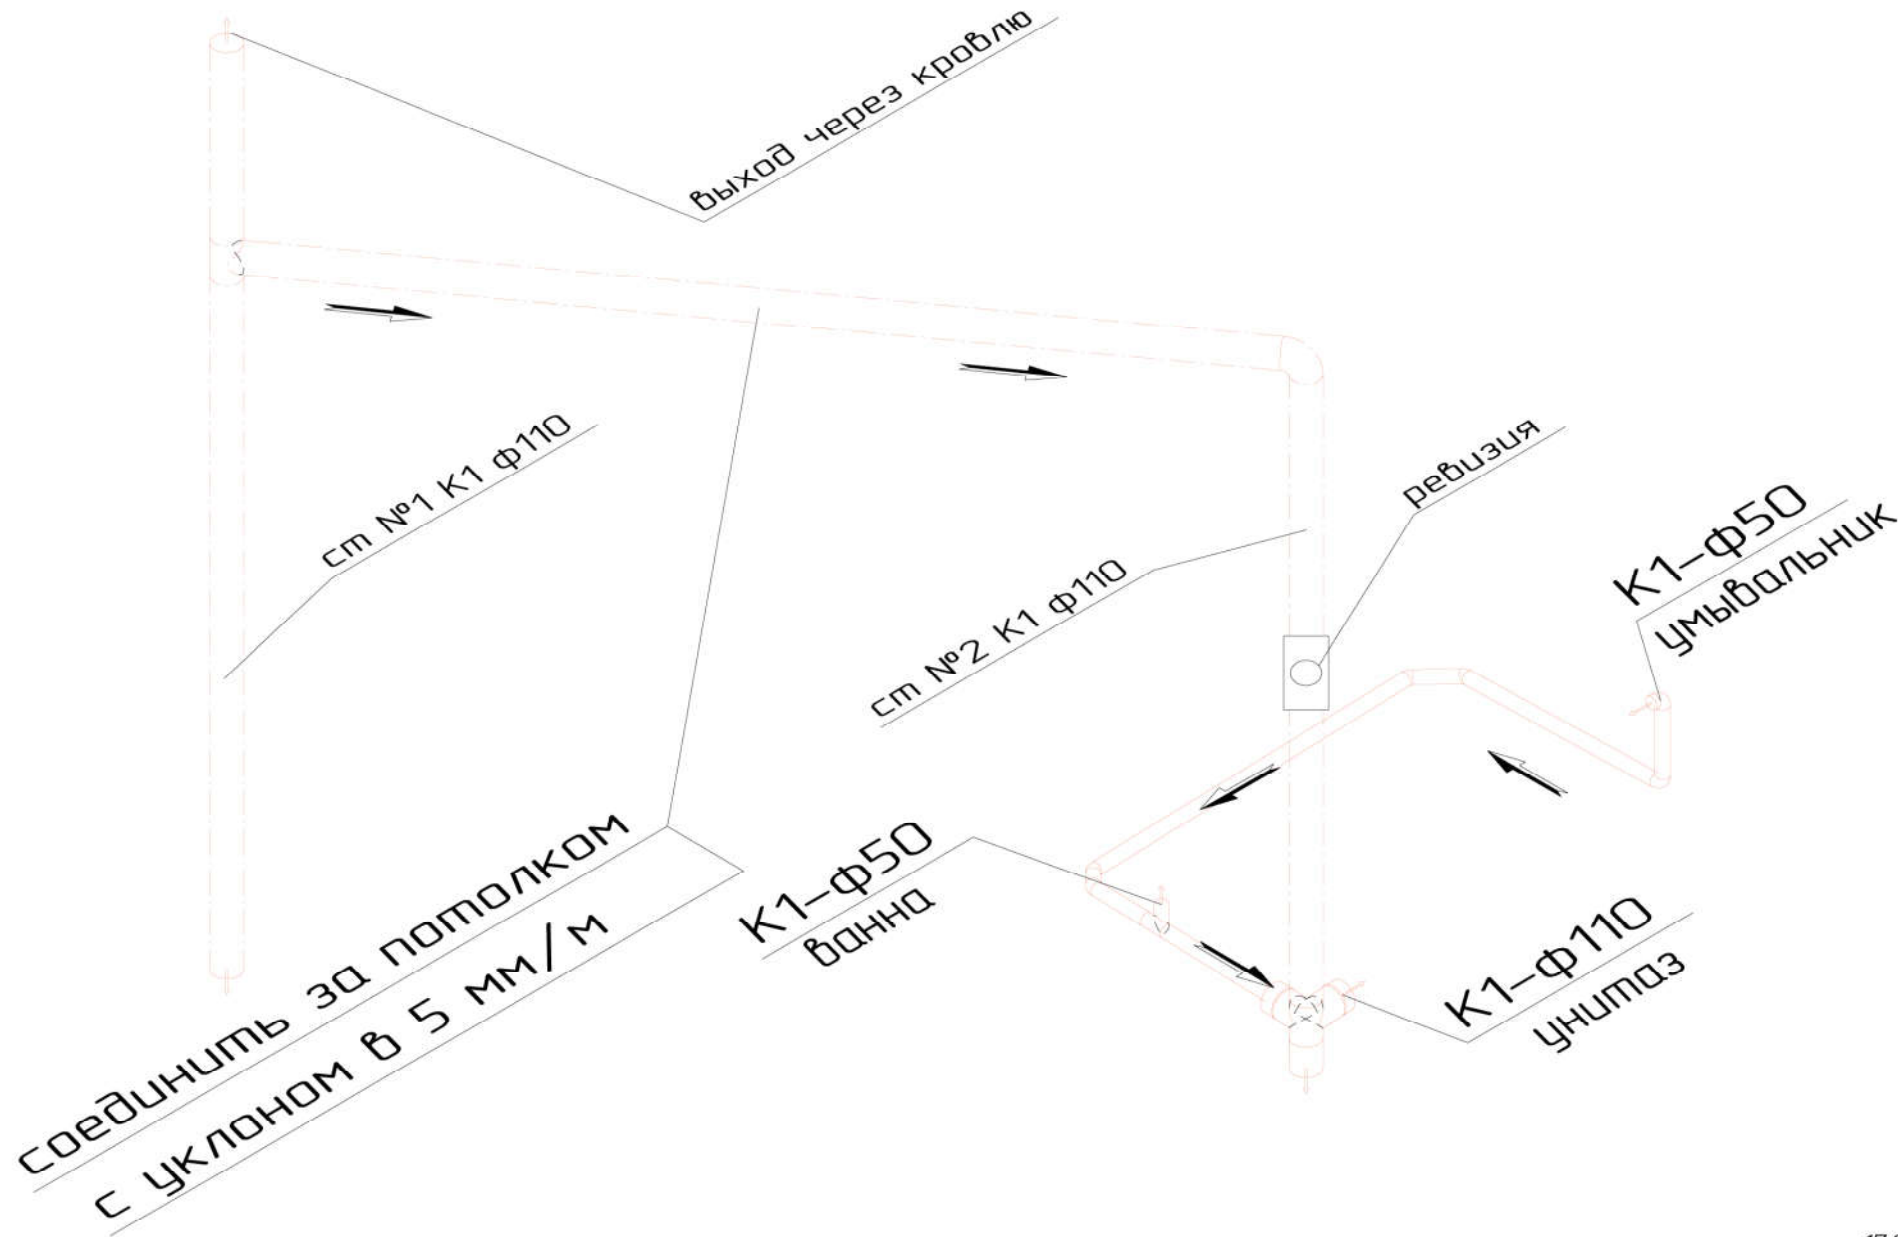 выход через кровлю
ст №1 К1 ф110
ревизия
К1-ф50
умывальник
ст №2 К1 ф110
соединить за потолком
с уклоном в 5 мм/м
К1-ф50
ванна
К1-ф110
унитаз